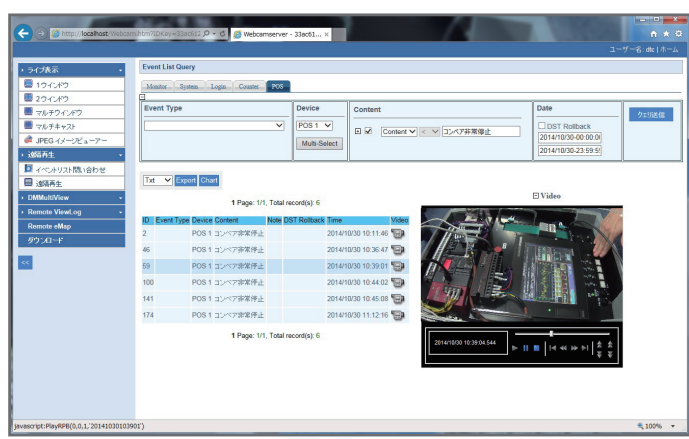 http://localhost/Webcam.htm?IDKey=33ac612
Webcamserver - 33ac61...
ユーザー名: dts | ホーム
ライブ表示
1ウィンドウ
2ウィンドウ
マルチウィンドウ
マルチキャスト
JPEG イメージビューアー
遠隔再生
イベントリスト問い合わせ
遠隔再生
DMMultiView
Remote ViewLog
Remote eMap
ダウンロード
<<
Event List Query
Monitor System Login Counter POS
Event Type
Device
POS 1
Multi-Select
Content
Content < コンベア非常停止
Date
DST Rollback
2014/10/30-00:00:00
2014/10/30-23:59:59
クエリ送信
Txt Export Chart
1 Page: 1/1, Total record(s): 6
ID Event Type Device Content Note DST Rollback Time Video
2 POS 1 コンベア非常停止 2014/10/30 10:11:46
46 POS 1 コンベア非常停止 2014/10/30 10:36:47
69 POS 1 コンベア非常停止 2014/10/30 10:39:01
100 POS 1 コンベア非常停止 2014/10/30 10:44:02
141 POS 1 コンベア非常停止 2014/10/30 10:45:08
174 POS 1 コンベア非常停止 2014/10/30 11:12:16
1 Page: 1/1, Total record(s): 6
Video
2014/10/30 10:39:04.544
javascript:PlayRPB(0,0,1,'20141030103901')
100%